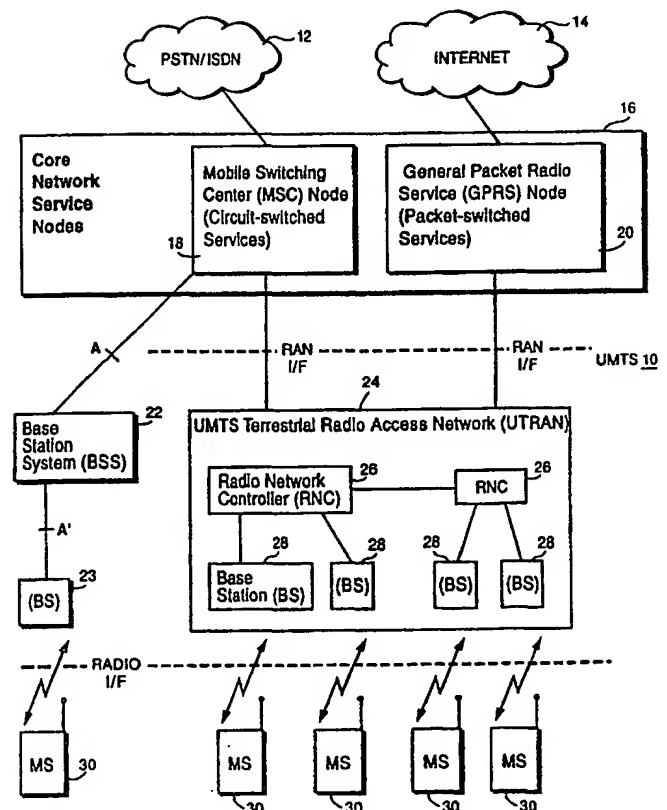 12
14
PSTN/ISDN
INTERNET
16
Core
Network
Service
Nodes
Mobile Switching
Center (MSC) Node
(Circuit-switched
Services)
18
General Packet Radio
Service (GPRS) Node
(Packet-switched
Services)
20
A
RAN
I/F
RAN
I/F
UMTS 10
22
24
Base
Station
System (BSS)
UMTS Terrestrial Radio Access Network (UTRAN)
26
Radio Network
Controller (RNC)
26
RNC
A'
28
28
28
28
23
(BS)
Base
Station (BS)
(BS)
(BS)
(BS)
RADIO
I/F
MS
30
MS
30
MS
30
MS
30
MS
30